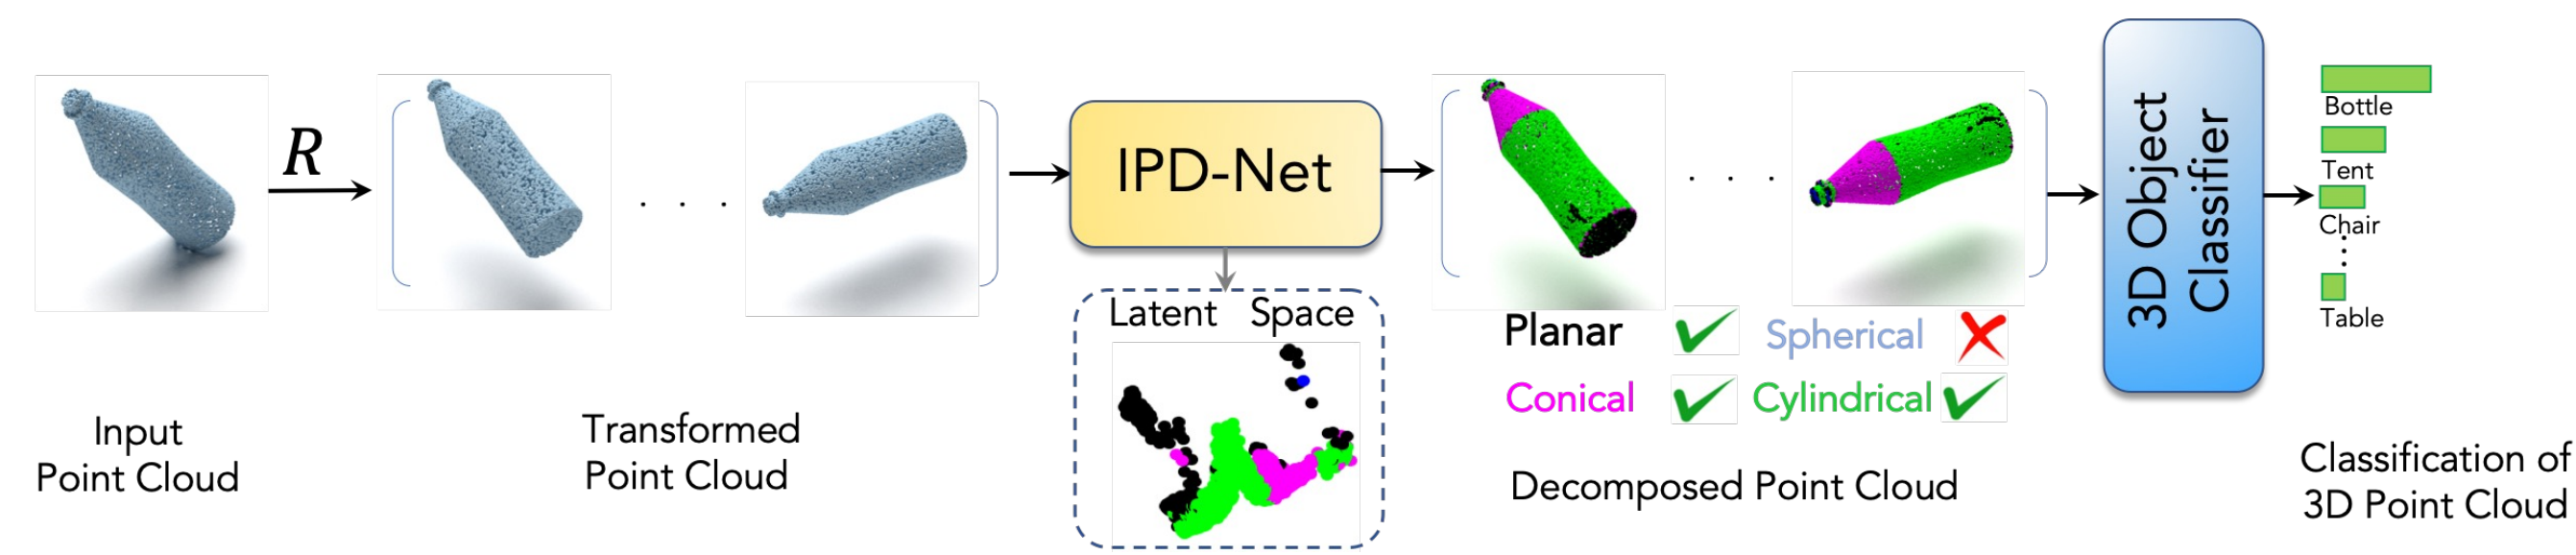 R
IPD-Net
Latent Space
Planar
Spherical
Conical
Cylindrical
3D Object
Classifier
Bottle
Tent
Chair
Table
Input
Point Cloud
Transformed
Point Cloud
Decomposed Point Cloud
Classification of
3D Point Cloud